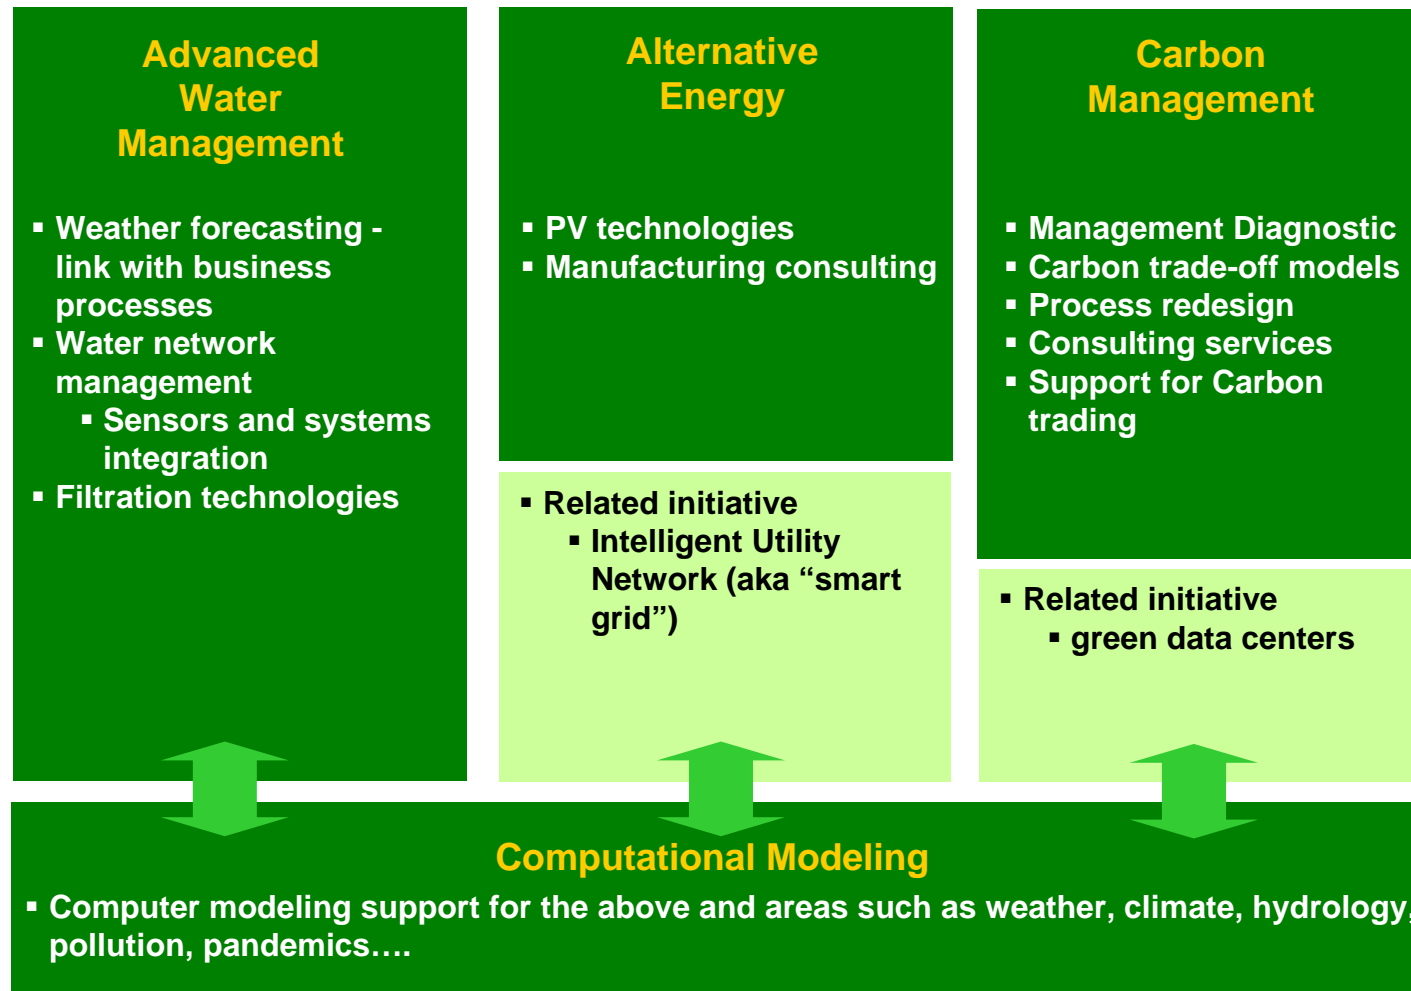 Advanced
Water
Management
▪ Weather forecasting -
link with business
processes
▪ Water network
management
▪ Sensors and systems
integration
▪ Filtration technologies
Alternative
Energy
▪ PV technologies
▪ Manufacturing consulting
▪ Related initiative
▪ Intelligent Utility
Network (aka “smart
grid”)
Carbon
Management
▪ Management Diagnostic
▪ Carbon trade-off models
▪ Process redesign
▪ Consulting services
▪ Support for Carbon
trading
▪ Related initiative
▪ green data centers
Computational Modeling
▪ Computer modeling support for the above and areas such as weather, climate, hydrology,
pollution, pandemics….